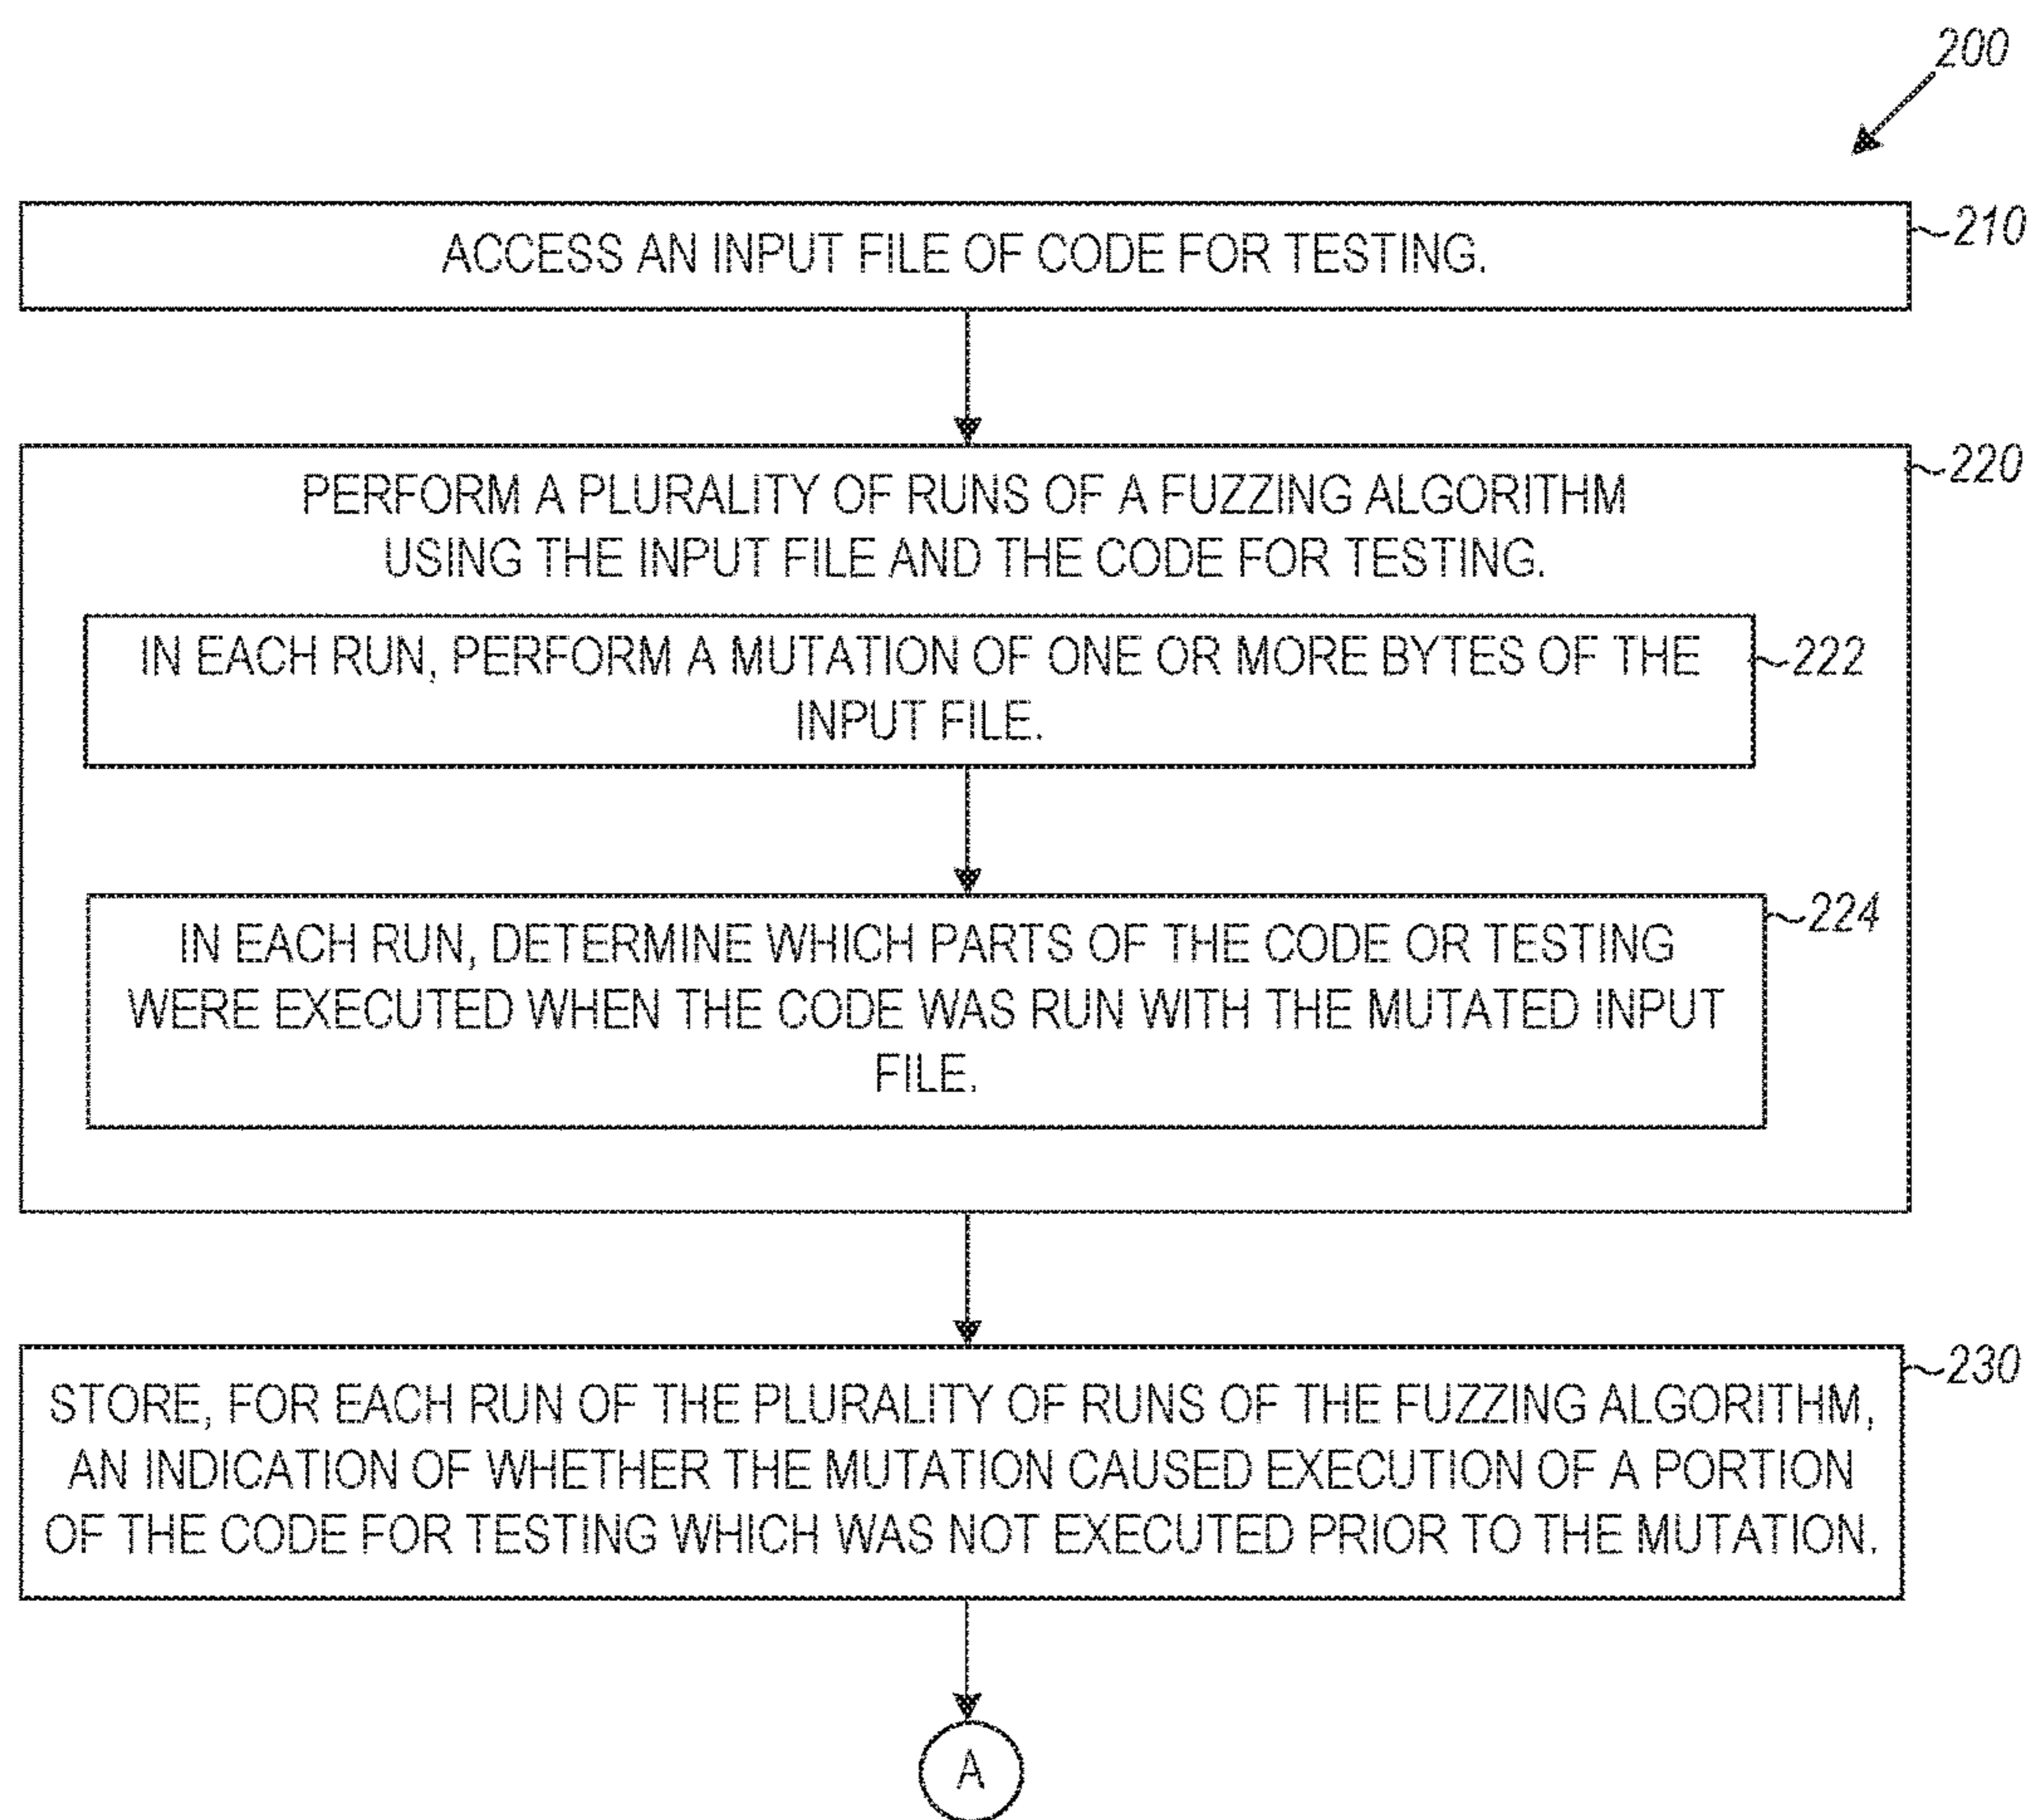 200
ACCESS AN INPUT FILE OF CODE FOR TESTING.
210
PERFORM A PLURALITY OF RUNS OF A FUZZING ALGORITHM
USING THE INPUT FILE AND THE CODE FOR TESTING.
220
IN EACH RUN, PERFORM A MUTATION OF ONE OR MORE BYTES OF THE
INPUT FILE.
222
IN EACH RUN, DETERMINE WHICH PARTS OF THE CODE OR TESTING
WERE EXECUTED WHEN THE CODE WAS RUN WITH THE MUTATED INPUT
FILE.
224
STORE, FOR EACH RUN OF THE PLURALITY OF RUNS OF THE FUZZING ALGORITHM,
AN INDICATION OF WHETHER THE MUTATION CAUSED EXECUTION OF A PORTION
OF THE CODE FOR TESTING WHICH WAS NOT EXECUTED PRIOR TO THE MUTATION.
230
A